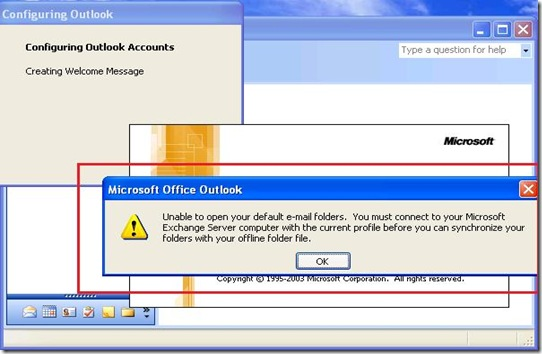 Configuring Outlook
Configuring Outlook Accounts
Creating Welcome Message
Type a question for help
Microsoft
Microsoft Office Outlook
Unable to open your default e-mail folders. You must connect to your Microsoft
Exchange Server computer with the current profile before you can synchronize your
folders with your offline folder file.
OK
Copyright © 1995-2003 Microsoft Corporation. All rights reserved.